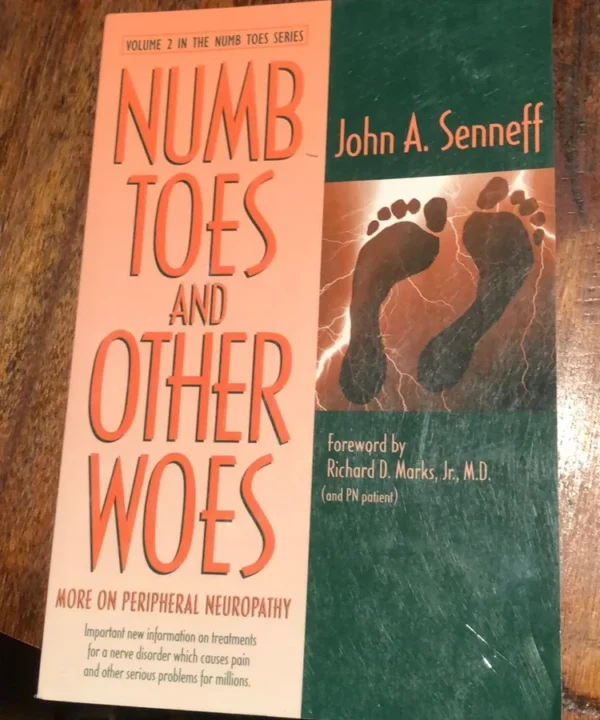 VOLUME 2 IN THE NUMB TOES SERIES
NUMB
TOES
AND
OTHER
WOES
MORE ON PERIPHERAL NEUROPATHY
Important new information on treatments
for a nerve disorder which causes pain
and other serious problems for millions.
John A. Senneff
foreword by
Richard D. Marks, Jr., M.D.
(and PN patient)